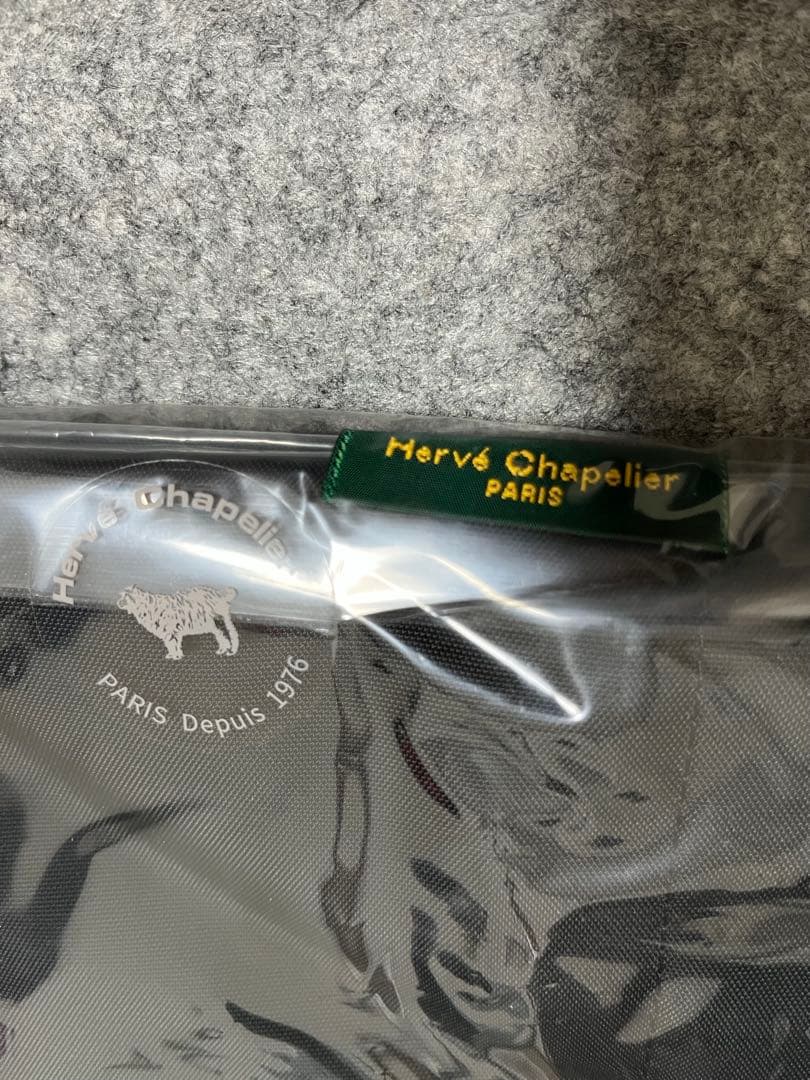 Hervé Chapelier
PARIS
Hervé Chapelier
PARIS Depuis 1976